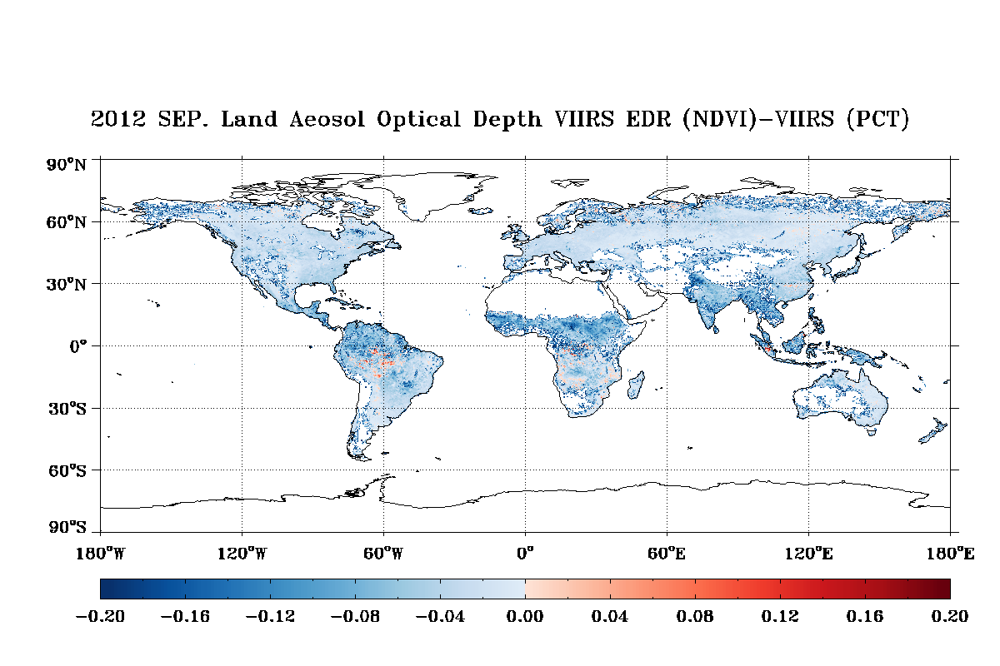 2012 SEP. Land Aeosol Optical Depth VIIRS EDR (NDVI)-VIIRS (PCT)
90°N
60°N
30°N
0°
30°S
60°S
90°S
180°W 120°W 60°W 0° 60°E 120°E 180°E
-0.20 -0.16 -0.12 -0.08 -0.04 0.00 0.04 0.08 0.12 0.16 0.20